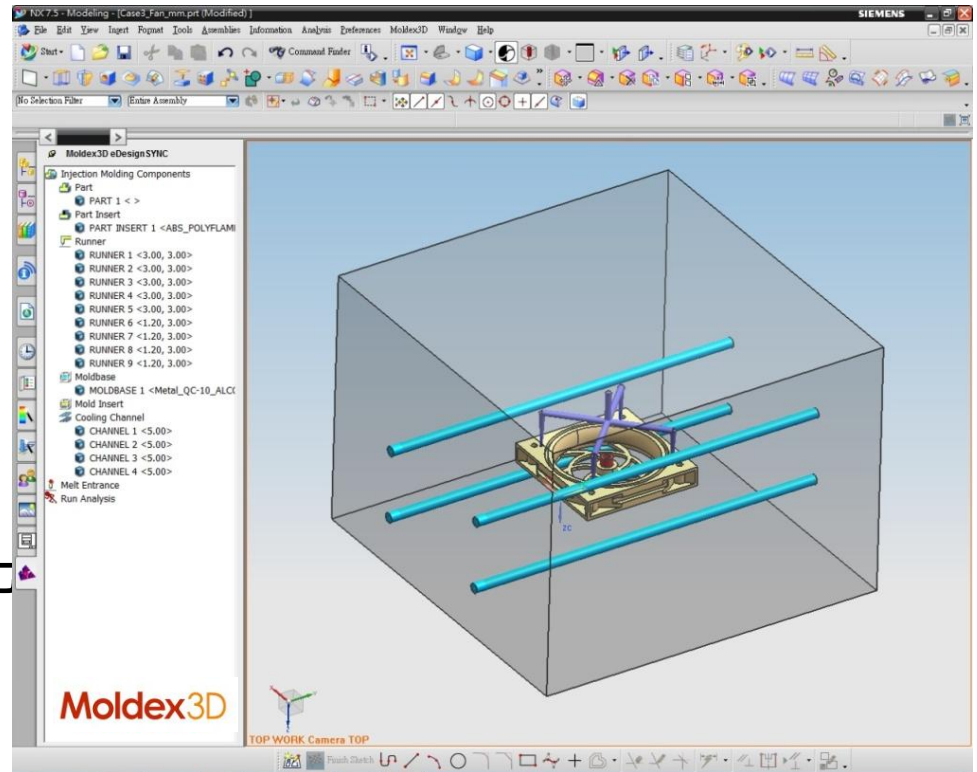 NX 7.5 - Modeling - [Case3_Fan_mm.prt (Modified) ]
SIEMENS
File Edit View Insert Format Tools Assemblies Information Analysis Preferences Moldex3D Window Help
Start
Command Finder
No Selection Filter
Entire Assembly
Moldex3D eDesignSYNC
Injection Molding Components
Part
PART 1 < >
Part Insert
PART INSERT 1 <ABS_POLYFLAM
Runner
RUNNER 1 <3.00, 3.00>
RUNNER 2 <3.00, 3.00>
RUNNER 3 <3.00, 3.00>
RUNNER 4 <3.00, 3.00>
RUNNER 5 <3.00, 3.00>
RUNNER 6 <1.20, 3.00>
RUNNER 7 <1.20, 3.00>
RUNNER 8 <1.20, 3.00>
RUNNER 9 <1.20, 3.00>
Moldbase
MOLDBASE 1 <Metal_QC-10_ALC
Mold Insert
Cooling Channel
CHANNEL 1 <5.00>
CHANNEL 2 <5.00>
CHANNEL 3 <5.00>
CHANNEL 4 <5.00>
Melt Entrance
Run Analysis
ZC
Moldex3D
TOP WORK Camera TOP
Finish Sketch